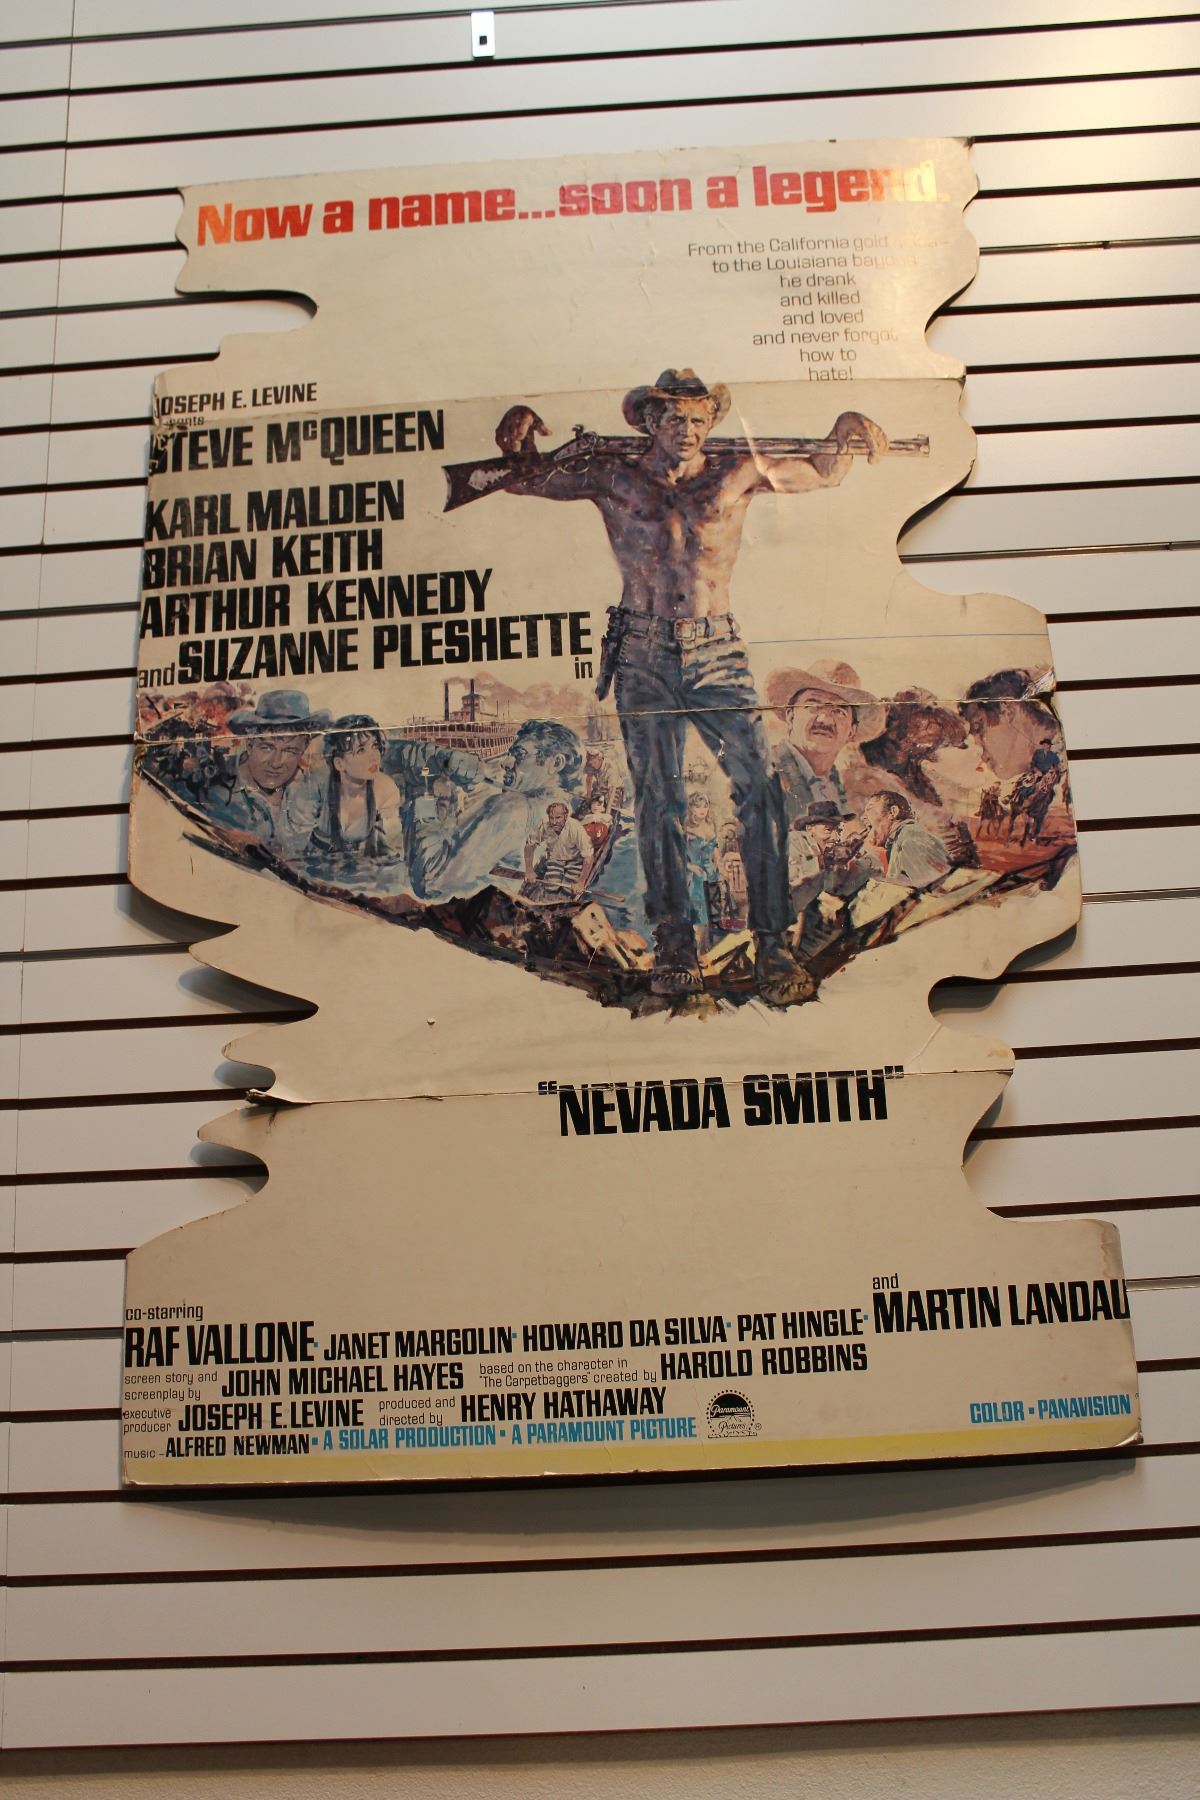 Now a name...soon a legend.
From the California gold
to the Louisiana bayous
he drank
and killed
and loved
and never forgot
how to
hate!
JOSEPH E. LEVINE
STEVE McQUEEN
KARL MALDEN
BRIAN KEITH
ARTHUR KENNEDY
and SUZANNE PLESHETTE
in
"NEVADA SMITH"
co-starring
RAF VALLONE · JANET MARGOLIN · HOWARD DA SILVA · PAT HINGLE · and MARTIN LANDAU
screen story and screenplay by JOHN MICHAEL HAYES based on the character in "The Carpetbaggers" created by HAROLD ROBBINS
executive producer JOSEPH E. LEVINE produced and directed by HENRY HATHAWAY
music - ALFRED NEWMAN · A SOLAR PRODUCTION · A PARAMOUNT PICTURE
Paramount Pictures ®
COLOR · PANAVISION